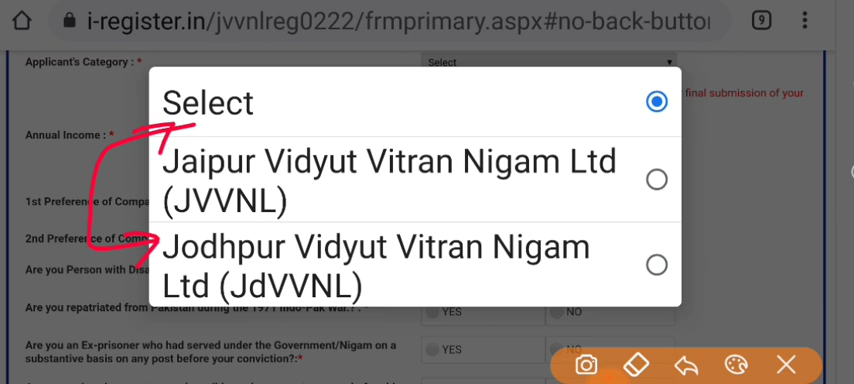 i-register.in/jvvnlreg0222/frmprimary.aspx#no-back-button
9
Applicant's Category : *
Select
final submission of your
Annual Income : *
Select
Jaipur Vidyut Vitran Nigam Ltd
(JVVNL)
1st Preference of Compa
2nd Preference of Comp
Jodhpur Vidyut Vitran Nigam
Ltd (JdVVNL)
Are you Person with Disa
Are you repatriated from Pakistan during the 1971 Indo-Pak War.? : *
YES
NO
Are you an Ex-prisoner who had served under the Government/Nigam on a
substantive basis on any post before your conviction?:*
YES
NO